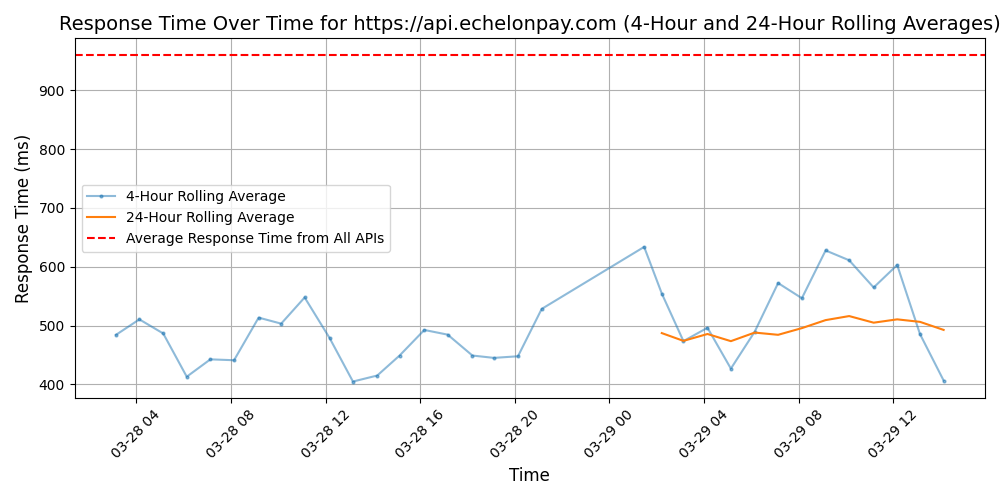 Response Time Over Time for https://api.echelonpay.com (4-Hour and 24-Hour Rolling Averages)
Response Time (ms)
900
800
700
600
500
400
4-Hour Rolling Average
24-Hour Rolling Average
Average Response Time from All APIs
03-28 04
03-28 08
03-28 12
03-28 16
03-28 20
03-29 00
03-29 04
03-29 08
03-29 12
Time